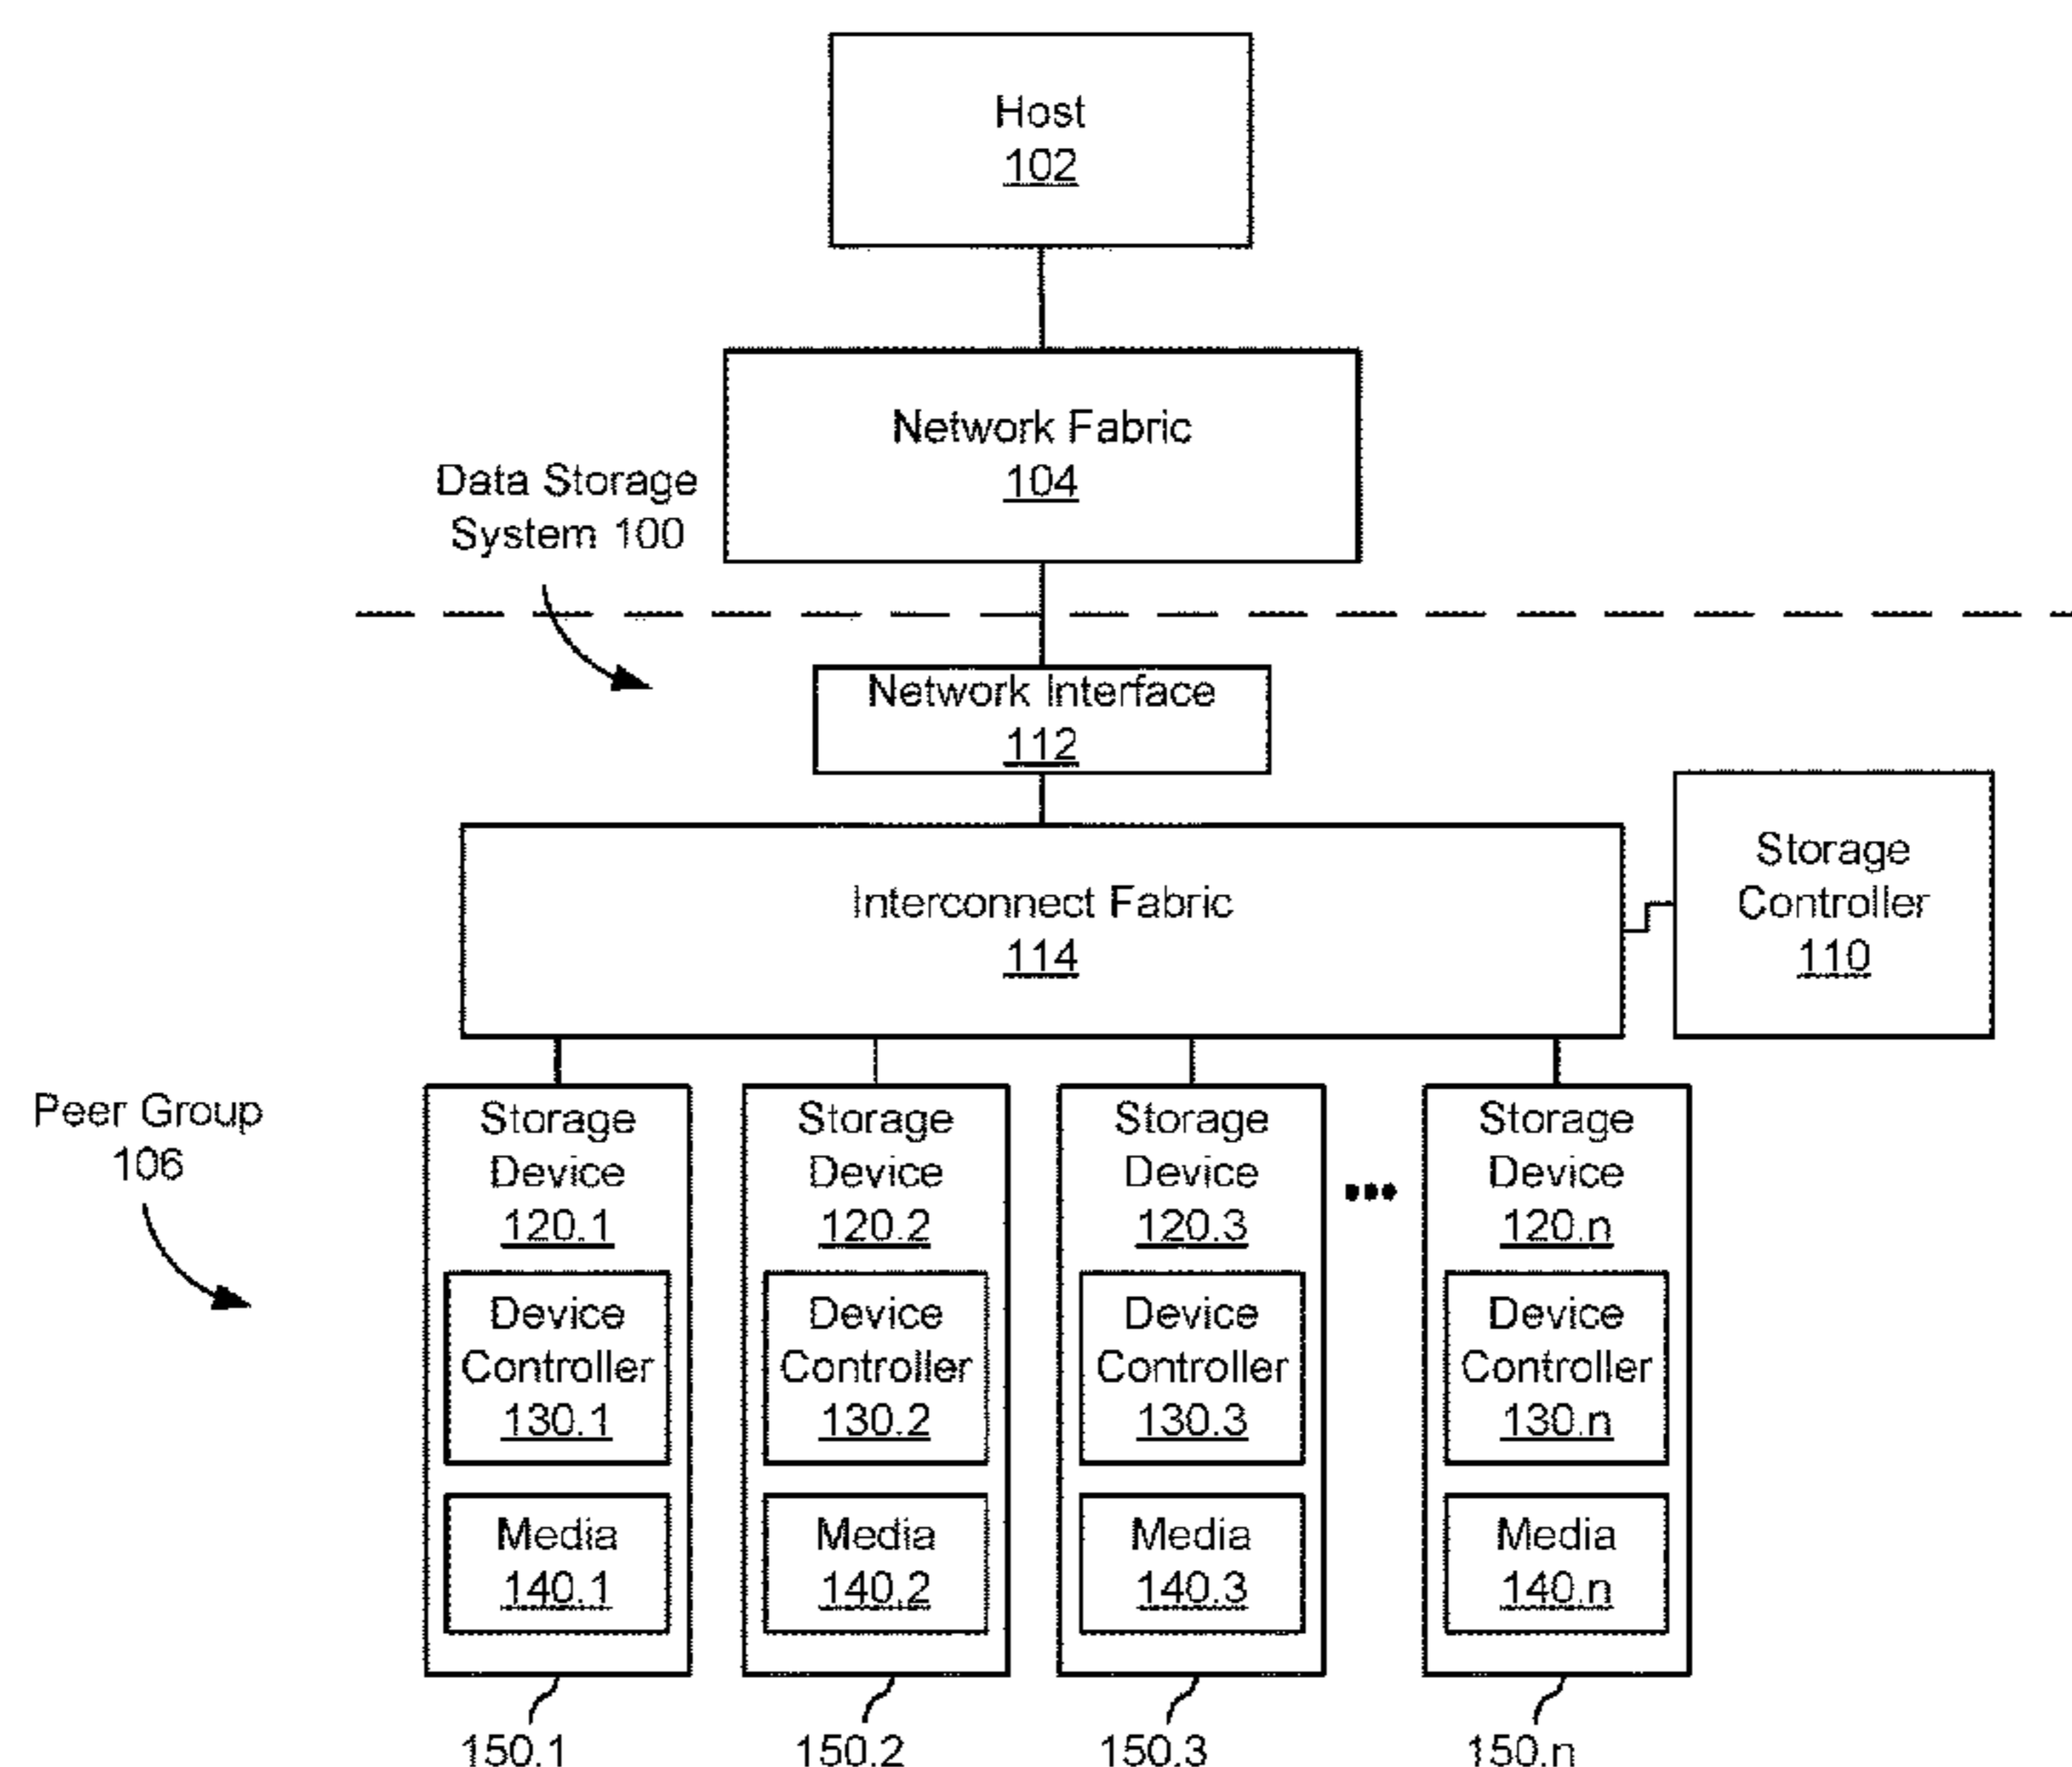 Host
102
Network Fabric
104
Data Storage
System 100
Network Interface
112
Interconnect Fabric
114
Storage
Controller
110
Peer Group
106
Storage
Device
120.1
Device
Controller
130.1
Media
140.1
150.1
Storage
Device
120.2
Device
Controller
130.2
Media
140.2
150.2
Storage
Device
120.3
Device
Controller
130.3
Media
140.3
150.3
•••
Storage
Device
120.n
Device
Controller
130.n
Media
140.n
150.n